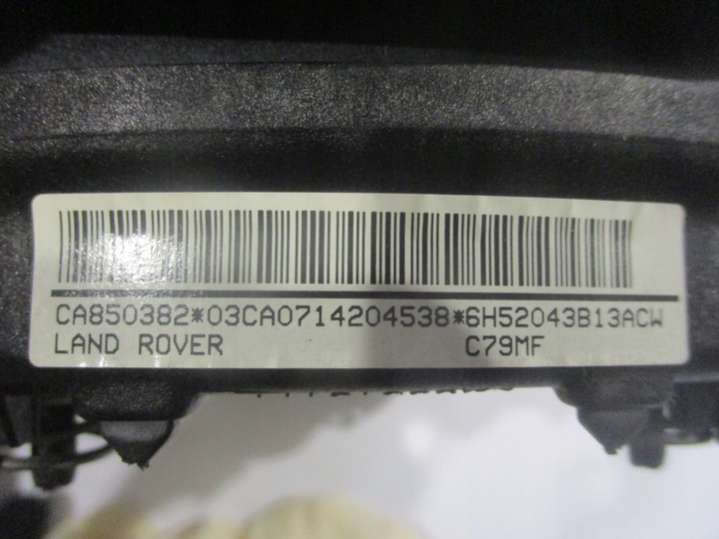 CA850382*03CA0714204538*6H52043B13ACW
LAND ROVER C79MF